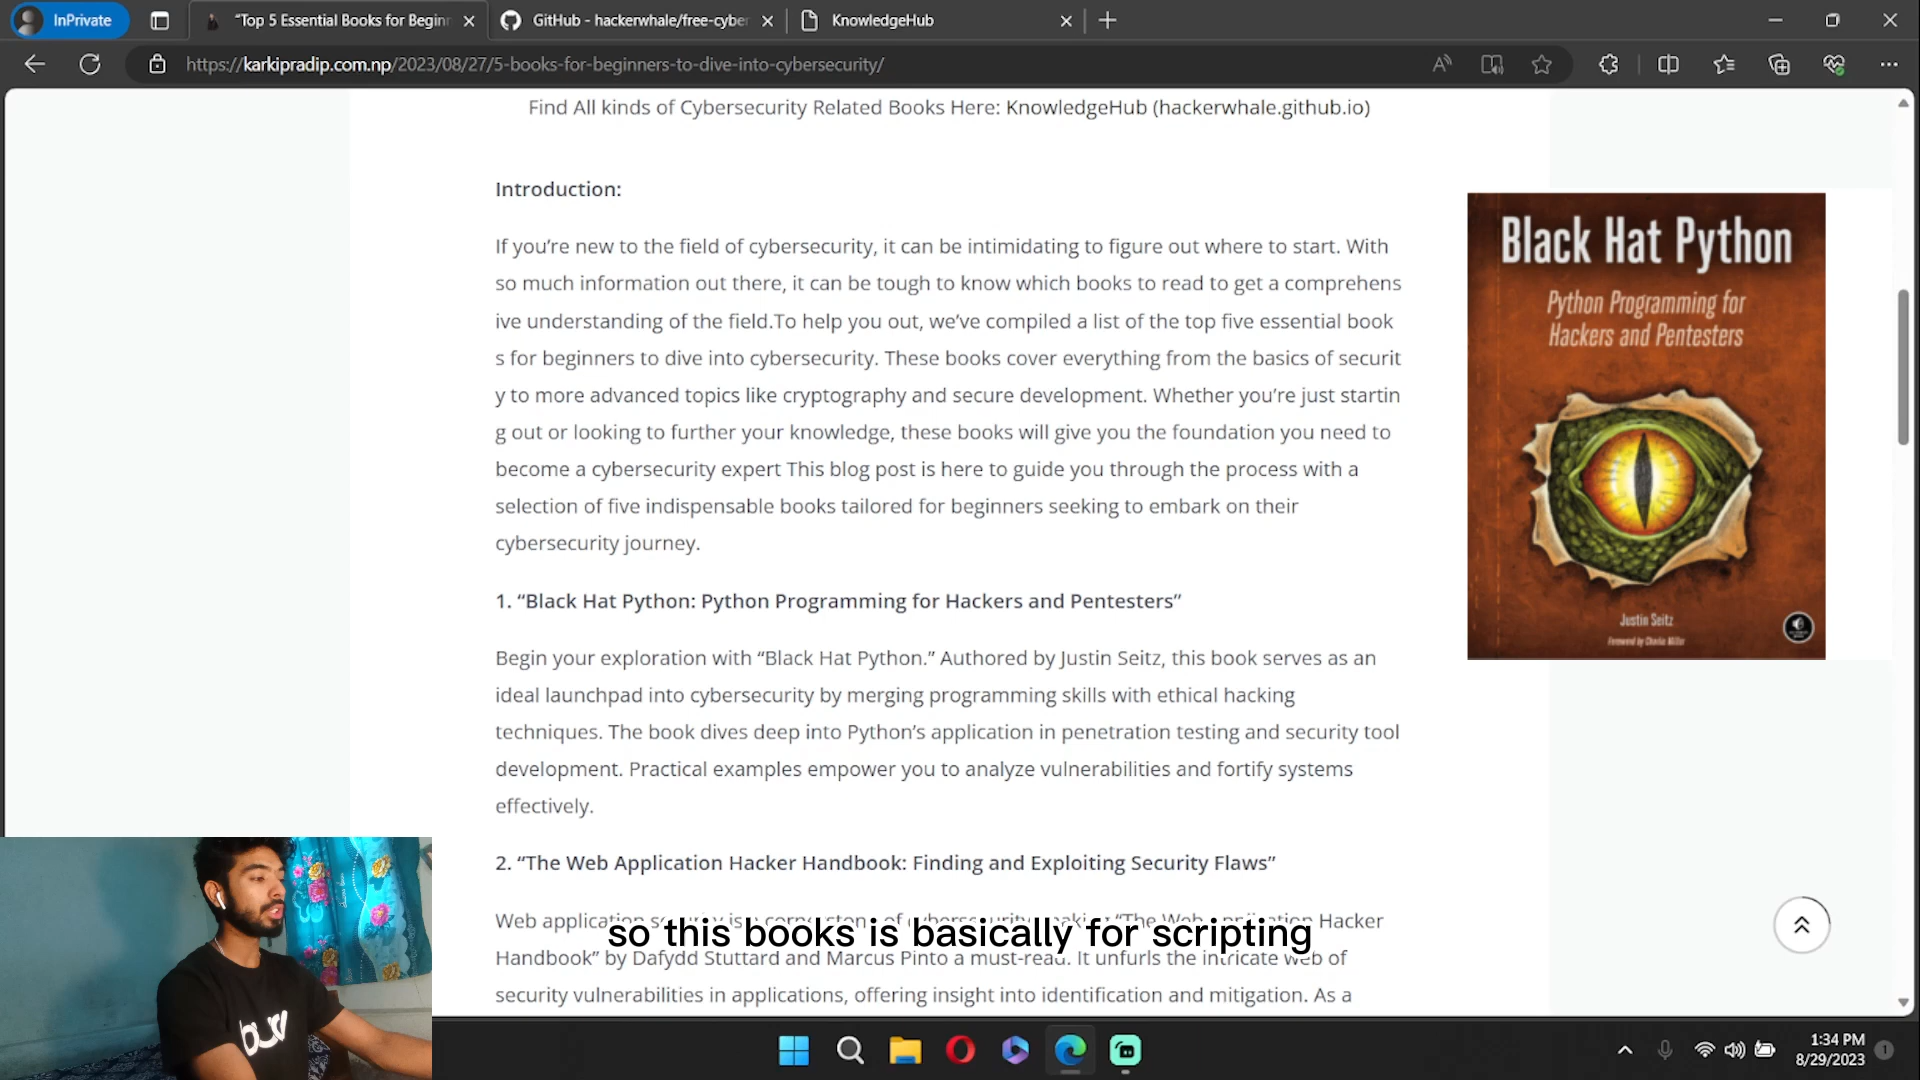 InPrivate
"Top 5 Essential Books for Beginn
GitHub - hackerwhale/free-cyber
KnowledgeHub
https://karkipradip.com.np/2023/08/27/5-books-for-beginners-to-dive-into-cybersecurity/
Find All kinds of Cybersecurity Related Books Here: KnowledgeHub (hackerwhale.github.io)
Introduction:
If you're new to the field of cybersecurity, it can be intimidating to figure out where to start. With
so much information out there, it can be tough to know which books to read to get a comprehens
ive understanding of the field.To help you out, we've compiled a list of the top five essential book
s for beginners to dive into cybersecurity. These books cover everything from the basics of securit
y to more advanced topics like cryptography and secure development. Whether you're just startin
g out or looking to further your knowledge, these books will give you the foundation you need to
become a cybersecurity expert This blog post is here to guide you through the process with a
selection of five indispensable books tailored for beginners seeking to embark on their
cybersecurity journey.
1. "Black Hat Python: Python Programming for Hackers and Pentesters"
Begin your exploration with "Black Hat Python." Authored by Justin Seitz, this book serves as an
ideal launchpad into cybersecurity by merging programming skills with ethical hacking
techniques. The book dives deep into Python's application in penetration testing and security tool
development. Practical examples empower you to analyze vulnerabilities and fortify systems
effectively.
2. "The Web Application Hacker Handbook: Finding and Exploiting Security Flaws"
Web application security is a cornerstone of cybersecurity, making "The Web Application Hacker
Handbook" by Dafydd Stuttard and Marcus Pinto a must-read. It unfurls the intricate web of
security vulnerabilities in applications, offering insight into identification and mitigation. As a
Black Hat Python
Python Programming for
Hackers and Pentesters
Justin Seitz
Foreword by Charlie Miller
so this books is basically for scripting
1:34 PM
8/29/2023
1